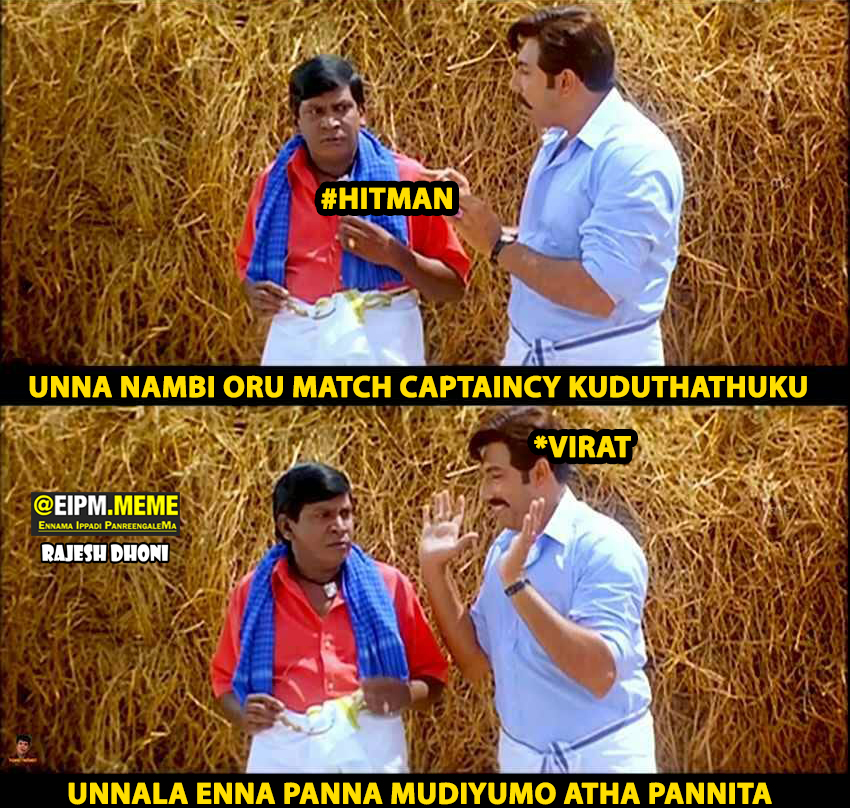 #HITMAN
UNNA NAMBI ORU MATCH CAPTAINCY KUDUTHATHUKU
*VIRAT
@EIPM.MEME
ENNAMA IPPADI PANREENGALEMA
RAJESH DHONI
UNNALA ENNA PANNA MUDIYUMO ATHA PANNITA